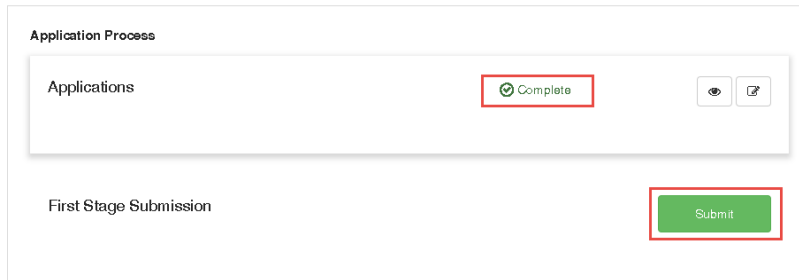 Application Process
Applications
Complete
First Stage Submission
Submit